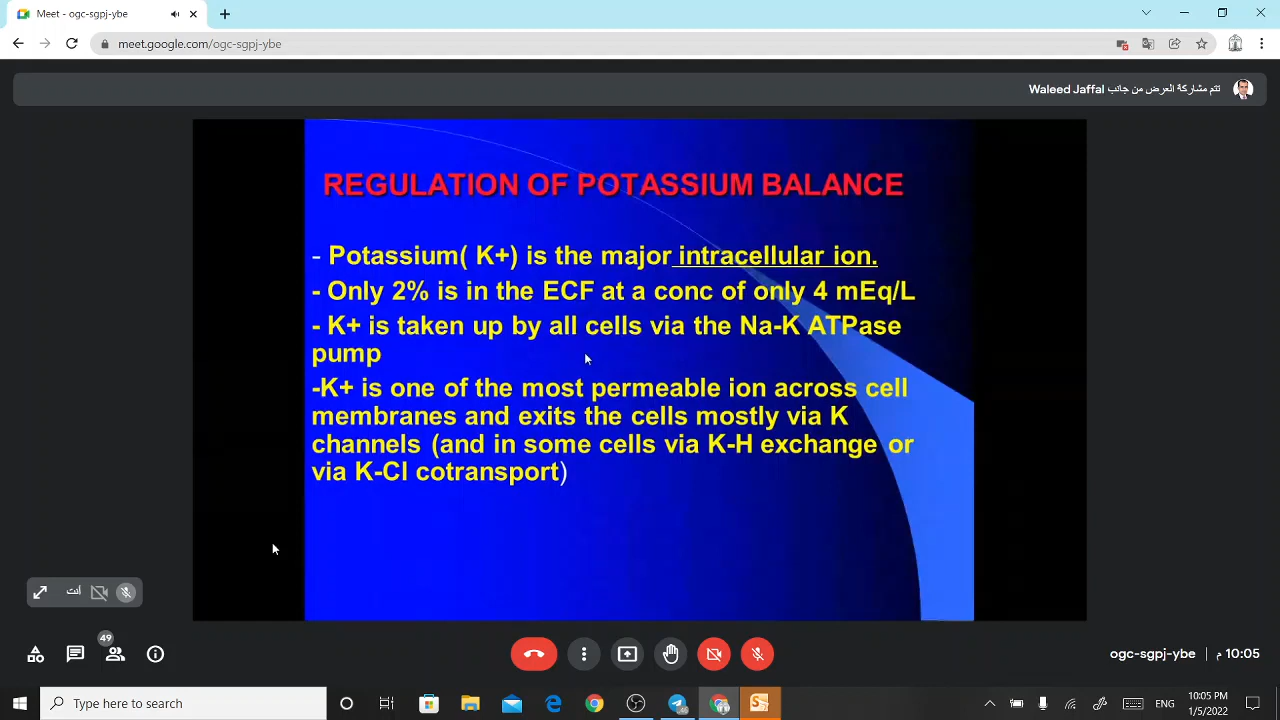 Meet - ogc-sgpj-ybe
meet.google.com/ogc-sgpj-ybe
تتم مشاركة العرض من جانب Waleed Jaffal
REGULATION OF POTASSIUM BALANCE
- Potassium( K+) is the major intracellular ion.
- Only 2% is in the ECF at a conc of only 4 mEq/L
- K+ is taken up by all cells via the Na-K ATPase
pump
-K+ is one of the most permeable ion across cell
membranes and exits the cells mostly via K
channels (and in some cells via K-H exchange or
via K-Cl cotransport)
أنت
49
ogc-sgpj-ybe
10:05 م
Type here to search
ENG
10:05 PM
1/5/2022